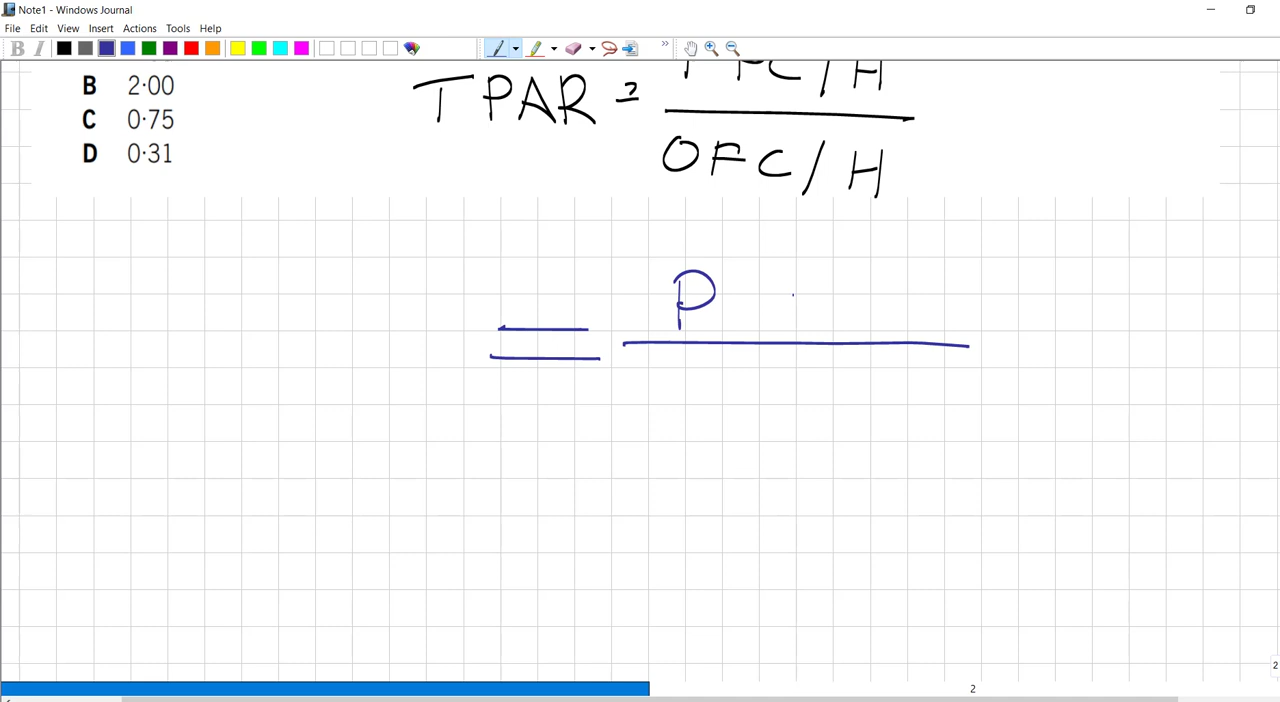 Note1 - Windows Journal
File Edit View Insert Actions Tools Help
B I »
B 2·00
C 0·75
D 0·31
TPAR = /H
OFC/H
= P
2
2